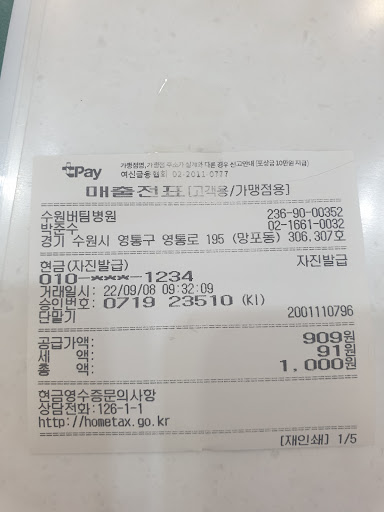 Pay
가맹점명, 가맹점 주소가 실제와 다른 경우 신고안내 [포상금 10만원 지급]
여신금융협회 02-2011-0777
매출전표 [고객용/가맹점용]
수원버팀병원 236-90-00352
박준수 02-1661-0032
경기 수원시 영통구 영통로 195 (망포동) 306.307호
현금(자진발급) 자진발급
010-****-1234
거래일시: 22/09/08 09:32:09
승인번호: 0719 23510 (KI)
단말기 2001110796
공급가액: 909원
세 액: 91원
총 액: 1,000원
현금영수증문의사항
상담전화:126-1-1
http://hometax.go.kr
[재인쇄] 1/5